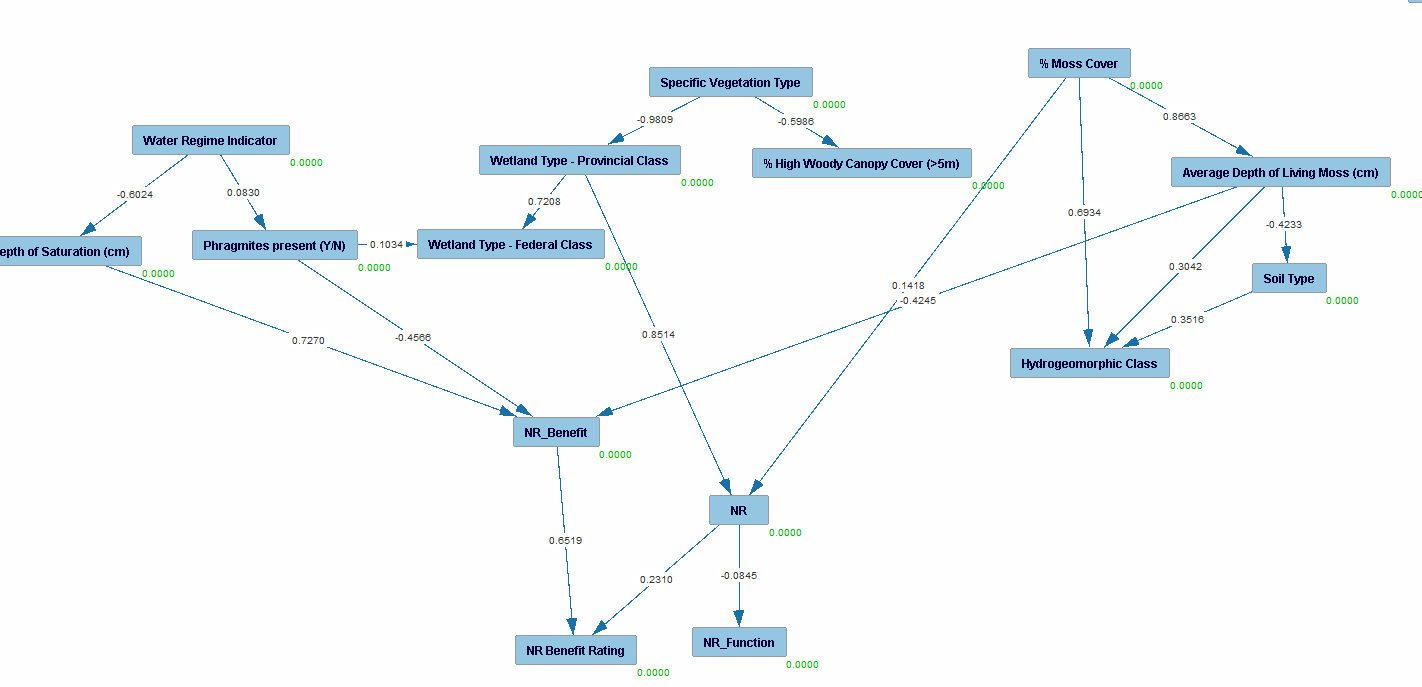 % Moss Cover
0.0000
Specific Vegetation Type
0.0000
0.8663
-0.9809
-0.5986
Water Regime Indicator
0.0000
Wetland Type - Provincial Class
0.0000
% High Woody Canopy Cover (>5m)
0.0000
Average Depth of Living Moss (cm)
0.0000
-0.6024
0.0830
0.7208
0.6934
-0.4233
epth of Saturation (cm)
0.0000
Phragmites present (Y/N)
0.0000
0.1034
Wetland Type - Federal Class
0.0000
0.3042
Soil Type
0.0000
0.1418
-0.4245
0.3516
0.7270
-0.4566
0.8514
Hydrogeomorphic Class
0.0000
NR_Benefit
0.0000
NR
0.0000
0.6519
0.2310
-0.0845
NR Benefit Rating
0.0000
NR_Function
0.0000